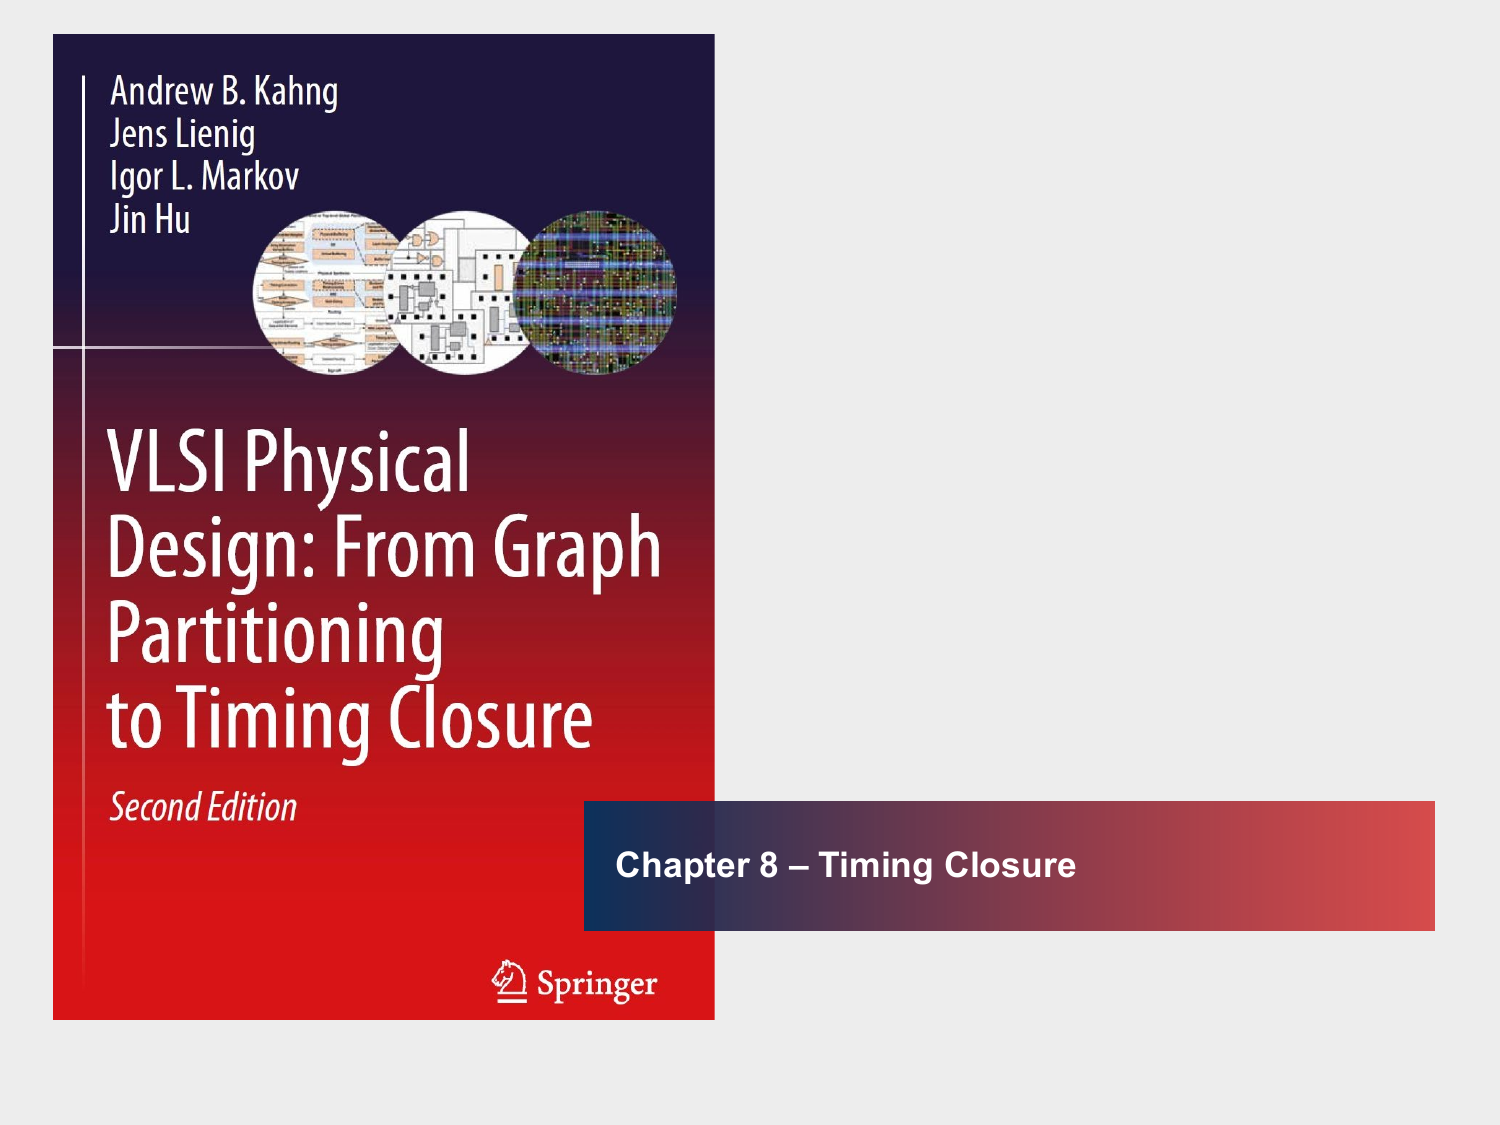 Andrew B. Kahng
Jens Lienig
Igor L. Markov
Jin Hu
VLSI Physical
Design: From Graph
Partitioning
to Timing Closure
Second Edition
Chapter 8 – Timing Closure
Springer